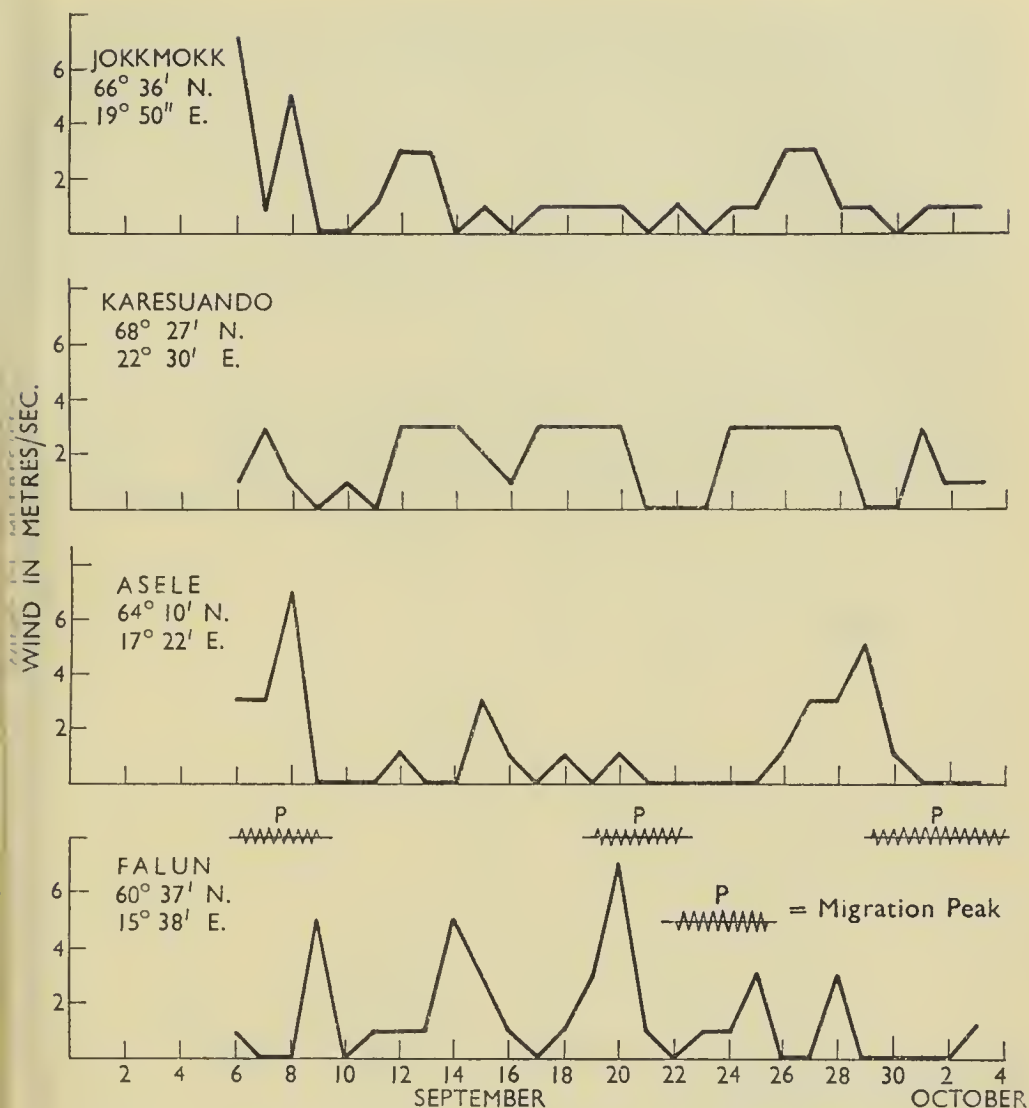 JOKKMOKK
66° 36' N.
19° 50" E.
6
4
2
KARESUANDO
68° 27' N.
22° 30' E.
6
4
2
WIND IN METRES/SEC.
ASELE
64° 10' N.
17° 22' E.
6
4
2
P P P
FALUN
60° 37' N.
15° 38' E.
P = Migration Peak
6
4
2
2 4 6 8 10 12 14 16 18 20 22 24 26 28 30 2 4
SEPTEMBER OCTOBER